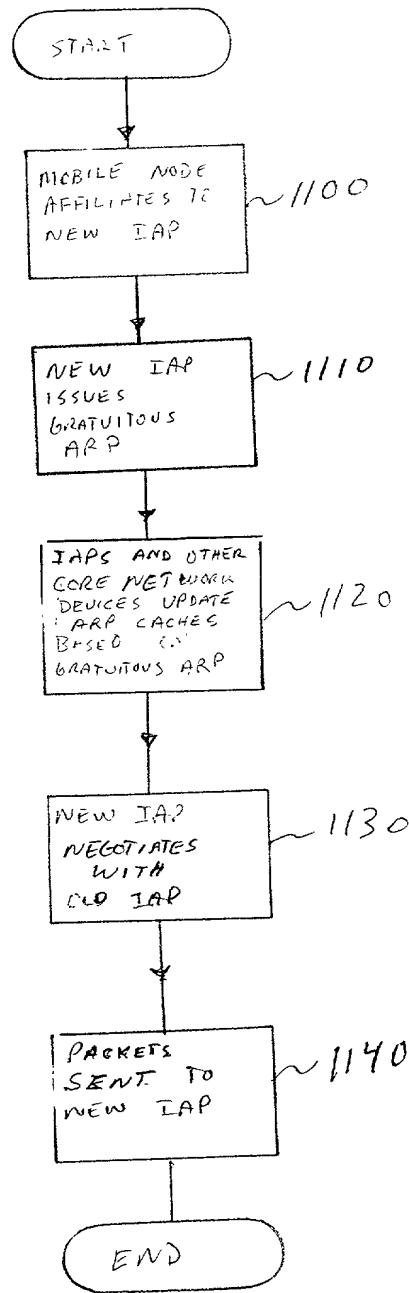 START
MOBILE NODE
AFFILIATES TO
NEW IAP
1100
NEW IAP
ISSUES
GRATUITOUS
ARP
1110
IAPS AND OTHER
CORE NETWORK
DEVICES UPDATE
ARP CACHES
BASED ON
GRATUITOUS ARP
1120
NEW IAP
NEGOTIATES
WITH
OLD IAP
1130
PACKETS
SENT TO
NEW IAP
1140
END